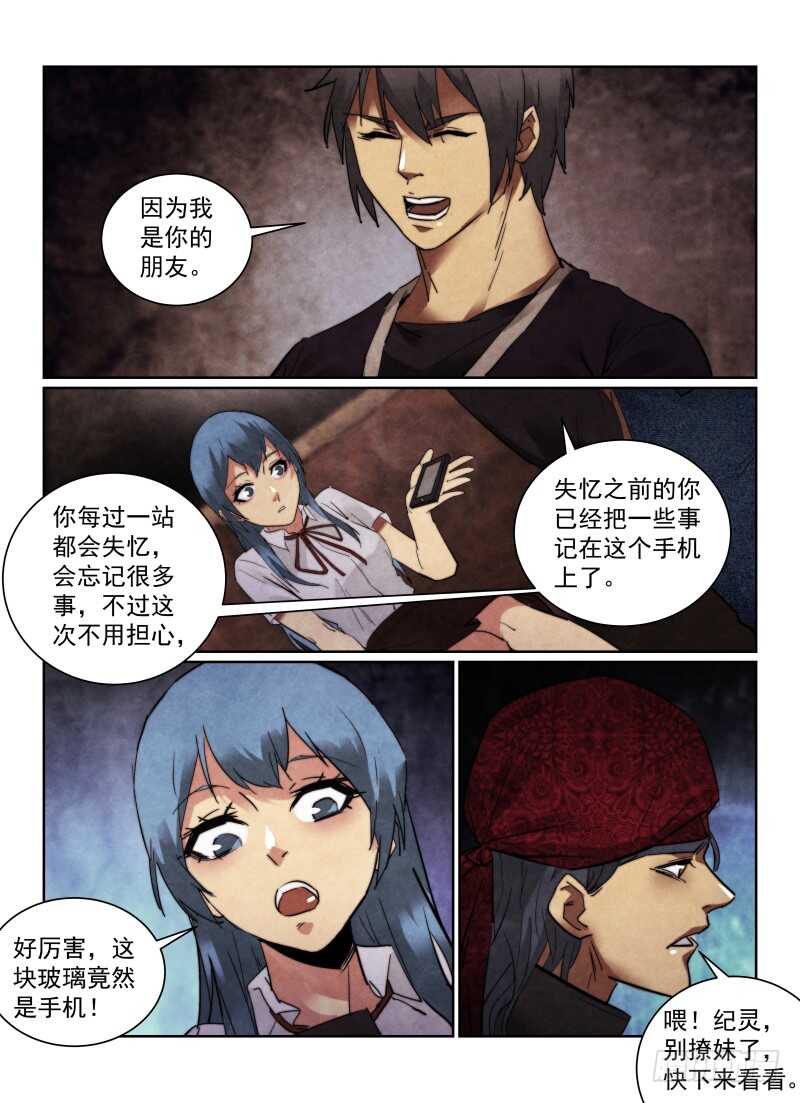 因为我
是你的
朋友。
你每过一站
都会失忆，
会忘记很多
事，不过这
次不用担心，
失忆之前的你
已经把一些事
记在这个手机
上了。
好厉害，这
块玻璃竟然
是手机！
喂！纪灵，
别撩妹了，
快下来看看。